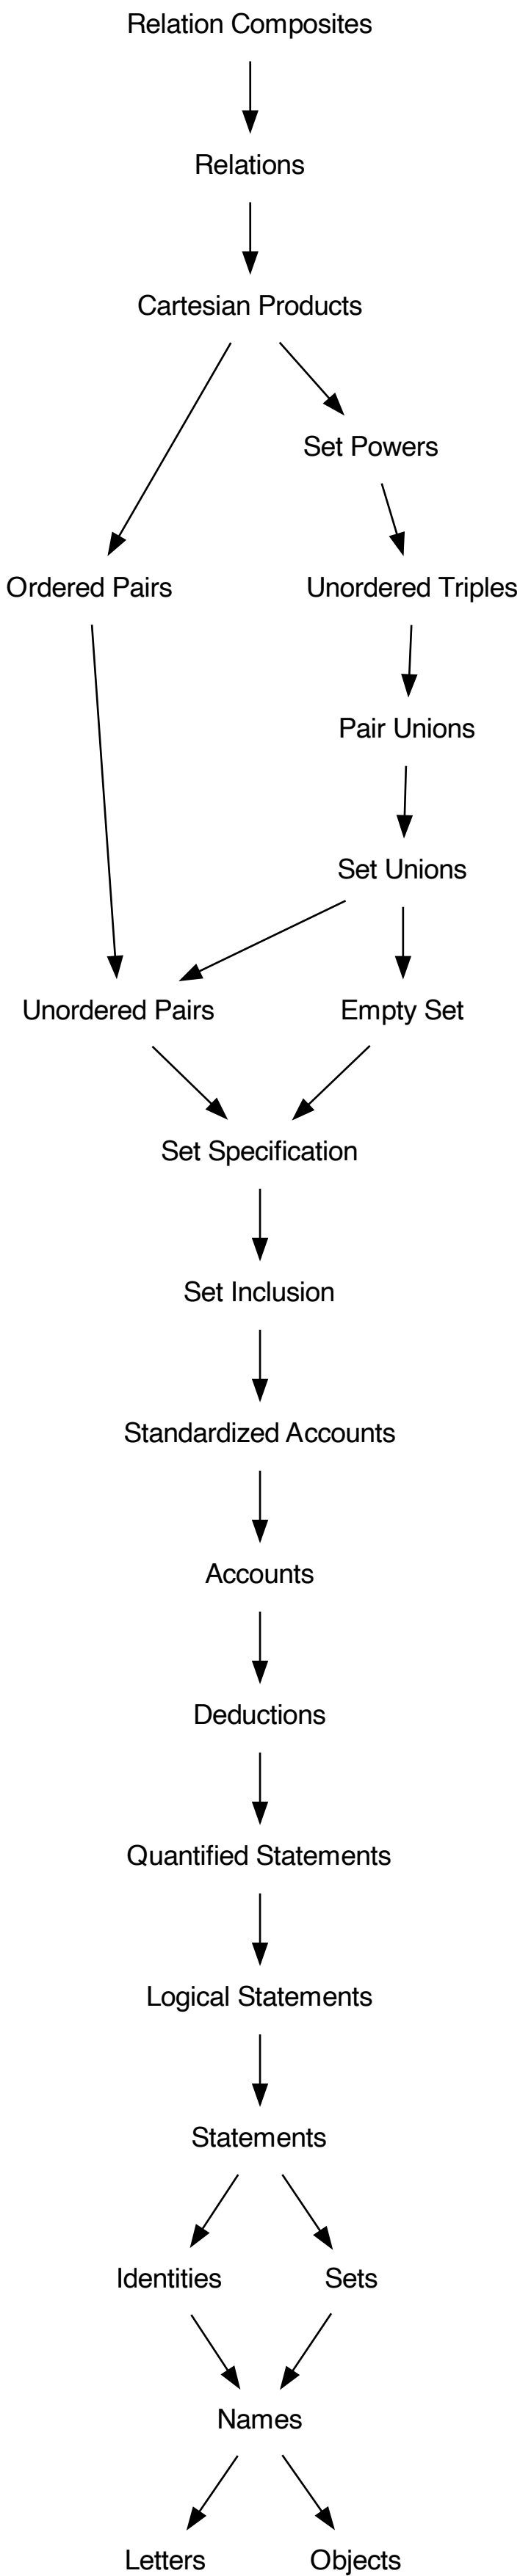 Relation Composites
Relations
Cartesian Products
Set Powers
Ordered Pairs
Unordered Triples
Pair Unions
Set Unions
Unordered Pairs
Empty Set
Set Specification
Set Inclusion
Standardized Accounts
Accounts
Deductions
Quantified Statements
Logical Statements
Statements
Identities
Sets
Names
Letters
Objects